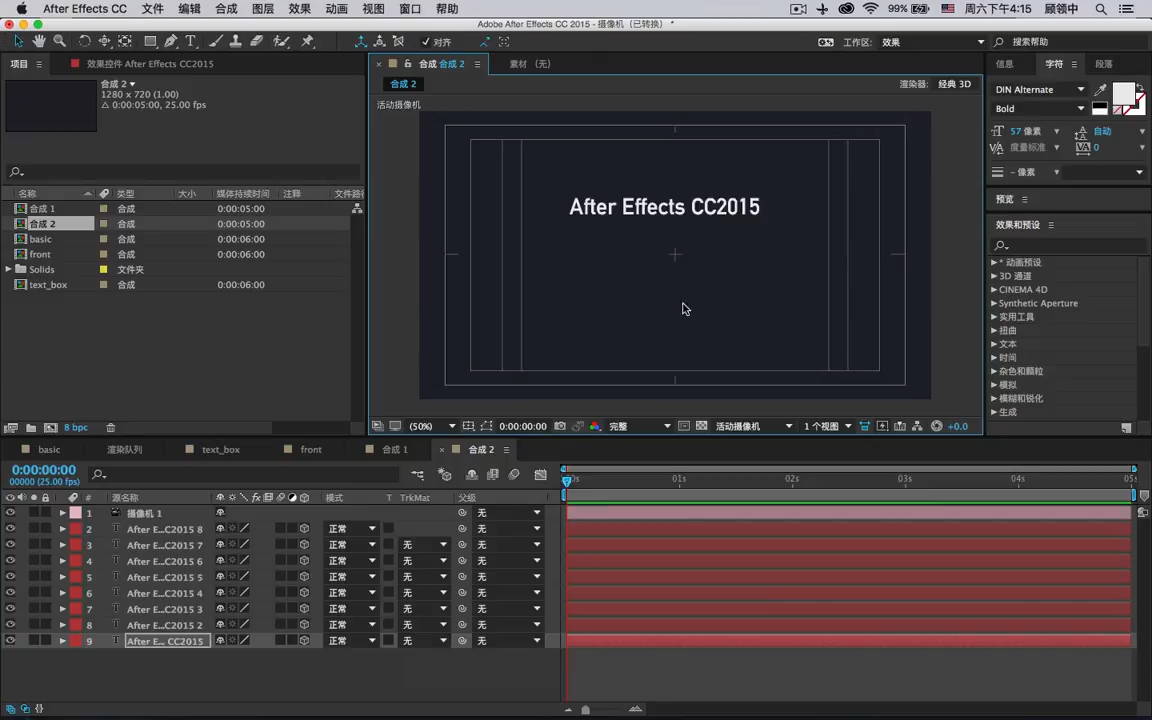 After Effects CC 文件 编辑 合成 图层 效果 动画 视图 窗口 帮助 99% 周六下午4:15 顾领中
Adobe After Effects CC 2015 - 摄像机（已转换）*
对齐 工作区: 效果 搜索帮助
项目 效果控件 After Effects CC2015 合成 合成 2 素材 (无) 信息 字符 段落
合成 2
1280 x 720 (1.00)
Δ 0:00:05:00, 25.00 fps
合成 2 渲染器: 经典 3D
DIN Alternate
Bold
活动摄像机
57 像素 自动
度量标准 0
- 像素
名称 类型 大小 媒体持续时间 注释 文件路径
合成 1 合成 0:00:05:00
合成 2 合成 0:00:05:00
basic 合成 0:00:06:00
front 合成 0:00:06:00
Solids 文件夹
text_box 合成 0:00:06:00
After Effects CC2015
预览
效果和预设
* 动画预设
3D 通道
CINEMA 4D
Synthetic Aperture
实用工具
扭曲
文本
时间
杂色和颗粒
模拟
模糊和锐化
生成
8 bpc
(50%) 0:00:00:00 完整 活动摄像机 1 个视图 +0.0
basic 渲染队列 text_box front 合成 1 合成 2
0:00:00:00
00000 (25.00 fps)
0s 01s 02s 03s 04s 05s
# 源名称 fx 模式 T TrkMat 父级
1 摄像机 1 无
2 T After E...C2015 8 正常 无
3 T After E...C2015 7 正常 无 无
4 T After E...C2015 6 正常 无 无
5 T After E...C2015 5 正常 无 无
6 T After E...C2015 4 正常 无 无
7 T After E...C2015 3 正常 无 无
8 T After E...C2015 2 正常 无 无
9 T After E... CC2015 正常 无 无